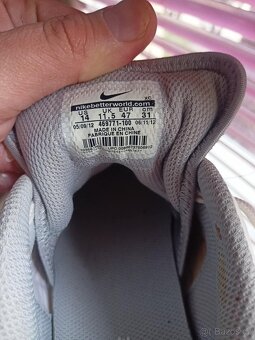 nikebetterworld.com
US UK EUR cm
14 11.5 47 31
05/09/12 469771-100 06/11/12
MADE IN CHINA
FABRIQUE EN CHINE